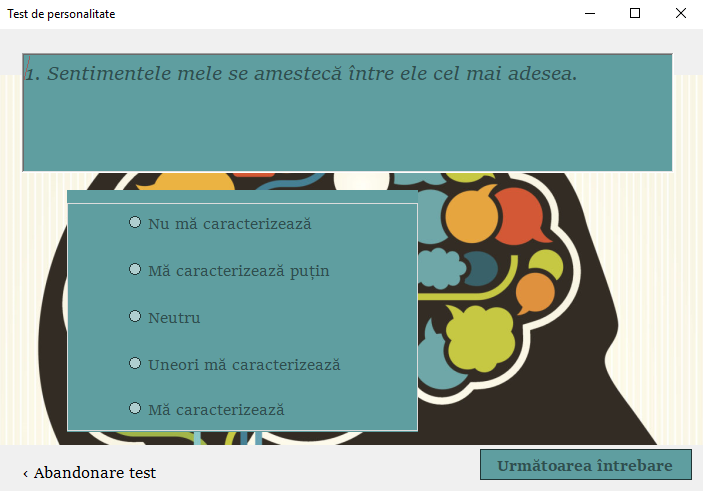 Test de personalitate
1. Sentimentele mele se amestecă între ele cel mai adesea.
Nu mă caracterizează
Mă caracterizează puțin
Neutru
Uneori mă caracterizează
Mă caracterizează
‹ Abandonare test
Următoarea întrebare